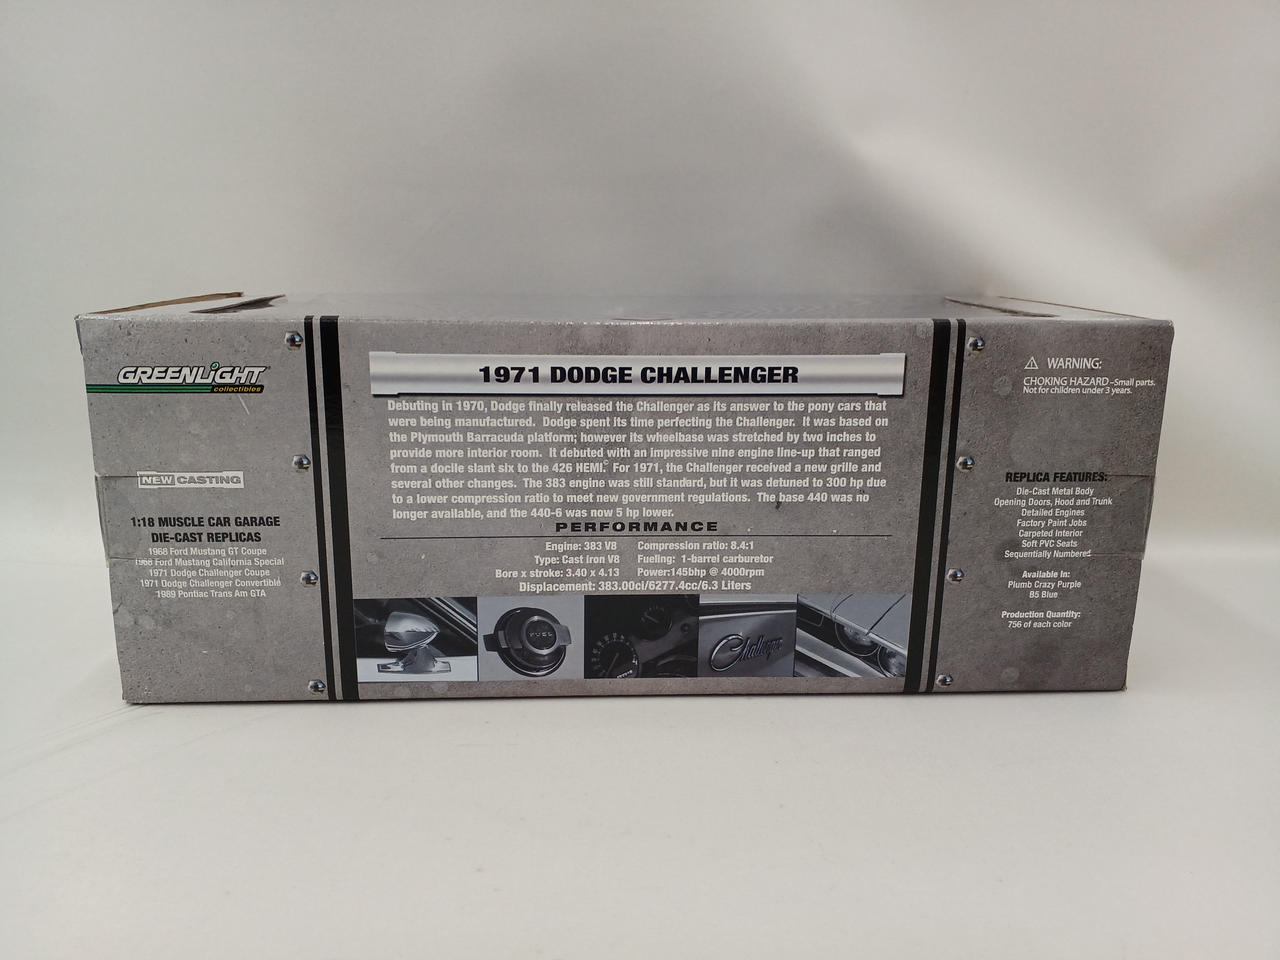 GREENLiGHT
collectibles
NEW CASTING
1:18 MUSCLE CAR GARAGE
DIE-CAST REPLICAS
1968 Ford Mustang GT Coupe
1968 Ford Mustang California Special
1971 Dodge Challenger Coupe
1971 Dodge Challenger Convertible
1989 Pontiac Trans Am GTA
1971 DODGE CHALLENGER
Debuting in 1970, Dodge finally released the Challenger as its answer to the pony cars that
were being manufactured. Dodge spent its time perfecting the Challenger. It was based on
the Plymouth Barracuda platform; however its wheelbase was stretched by two inches to
provide more interior room. It debuted with an impressive nine engine line-up that ranged
from a docile slant six to the 426 HEMI.® For 1971, the Challenger received a new grille and
several other changes. The 383 engine was still standard, but it was detuned to 300 hp due
to a lower compression ratio to meet new government regulations. The base 440 was no
longer available, and the 440-6 was now 5 hp lower.
PERFORMANCE
Engine: 383 V8 Compression ratio: 8.4:1
Type: Cast iron V8 Fueling: 1-barrel carburetor
Bore x stroke: 3.40 x 4.13 Power:145bhp @ 4000rpm
Displacement: 383.00cl/6277.4cc/6.3 Liters
FUEL
Challenger
WARNING:
CHOKING HAZARD–Small parts.
Not for children under 3 years.
REPLICA FEATURES:
Die-Cast Metal Body
Opening Doors, Hood and Trunk
Detailed Engines
Factory Paint Jobs
Carpeted Interior
Soft PVC Seats
Sequentially Numbered
Available In:
Plumb Crazy Purple
B5 Blue
Production Quantity:
756 of each color